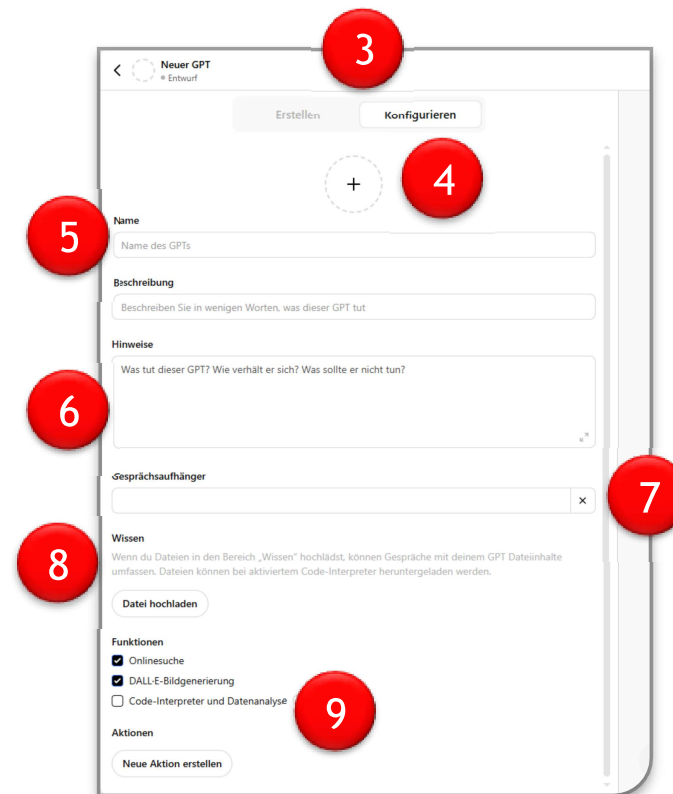 3
Neuer GPT
Entwurf
Erstellen
Konfigurieren
+
4
5
Name
Name des GPTs
Beschreibung
Beschreiben Sie in wenigen Worten, was dieser GPT tut
Hinweise
6
Was tut dieser GPT? Wie verhält er sich? Was sollte er nicht tun?
Gesprächsaufhänger
7
8
Wissen
Wenn du Dateien in den Bereich „Wissen" hochlädst, können Gespräche mit deinem GPT Dateiinhalte
umfassen. Dateien können bei aktiviertem Code-Interpreter heruntergeladen werden.
Datei hochladen
Funktionen
Onlinesuche
DALL·E-Bildgenerierung
Code-Interpreter und Datenanalyse
9
Aktionen
Neue Aktion erstellen